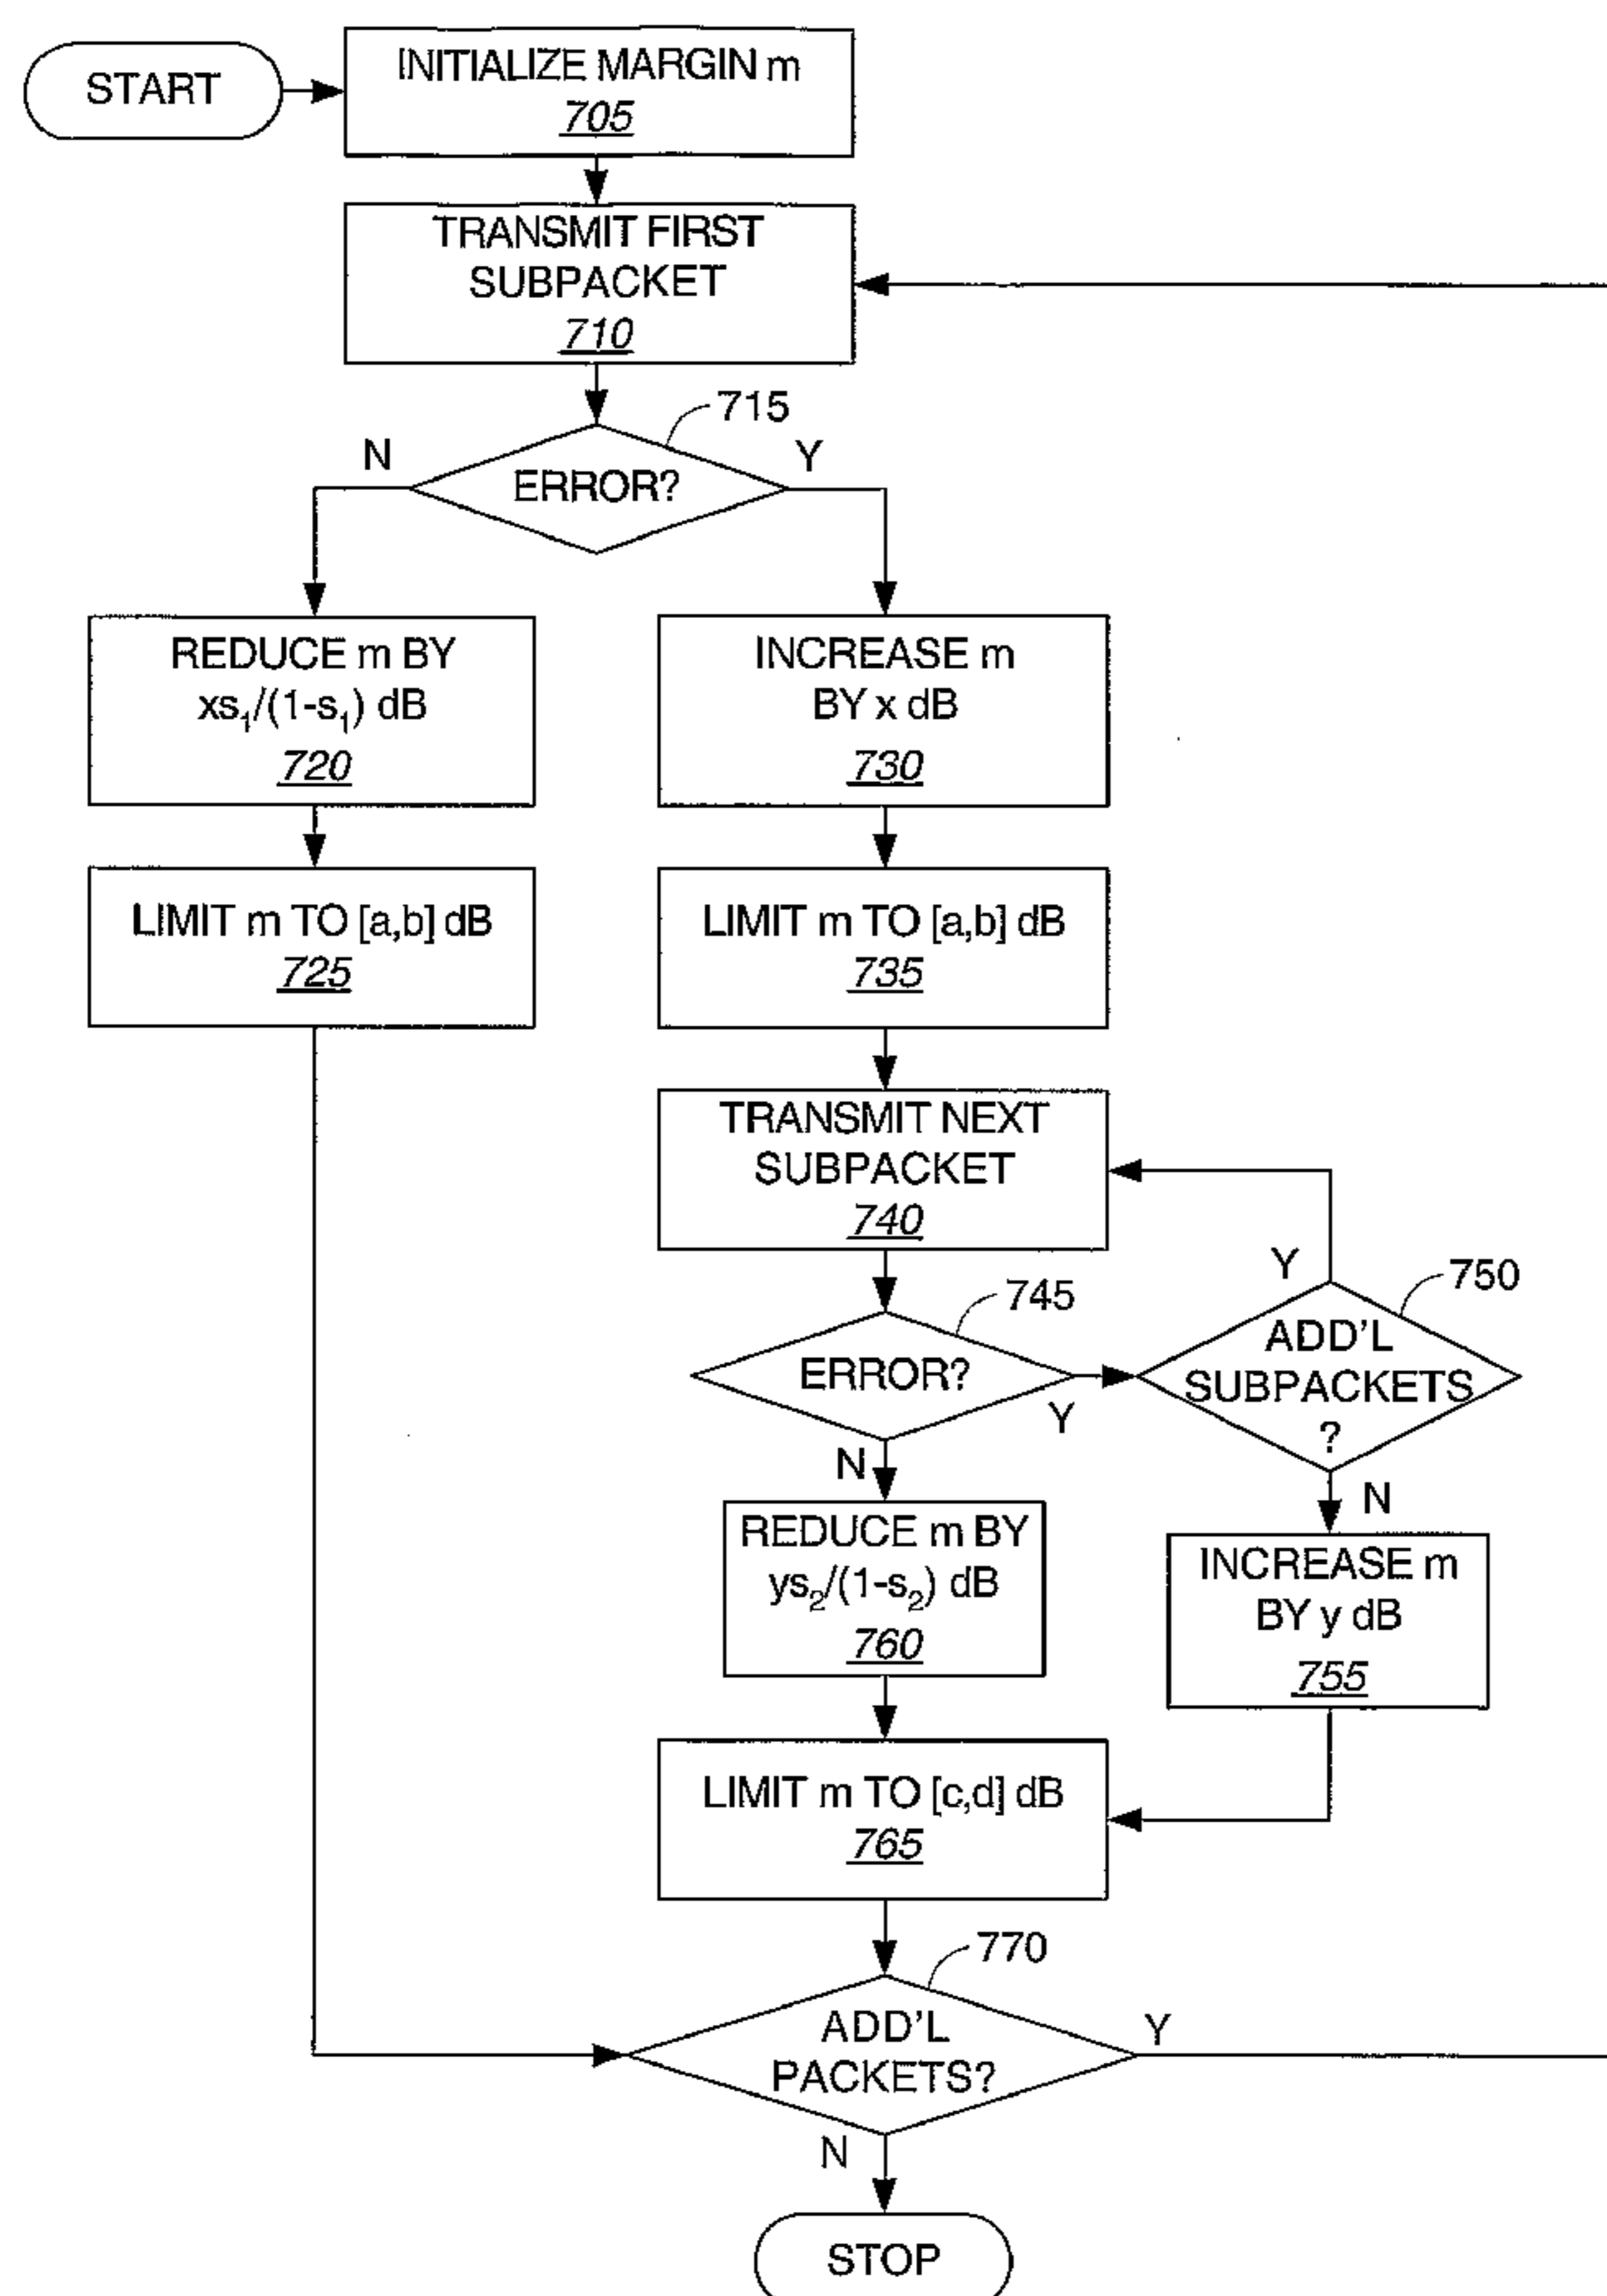 START
INITIALIZE MARGIN m
705
TRANSMIT FIRST
SUBPACKET
710
715
N
Y
ERROR?
REDUCE m BY
xs₁/(1-s₁) dB
720
INCREASE m
BY x dB
730
LIMIT m TO [a,b] dB
725
LIMIT m TO [a,b] dB
735
TRANSMIT NEXT
SUBPACKET
740
745
ERROR?
Y
N
Y
750
ADD'L
SUBPACKETS
?
N
REDUCE m BY
ys₂/(1-s₂) dB
760
INCREASE m
BY y dB
755
LIMIT m TO [c,d] dB
765
770
ADD'L
PACKETS?
Y
N
STOP